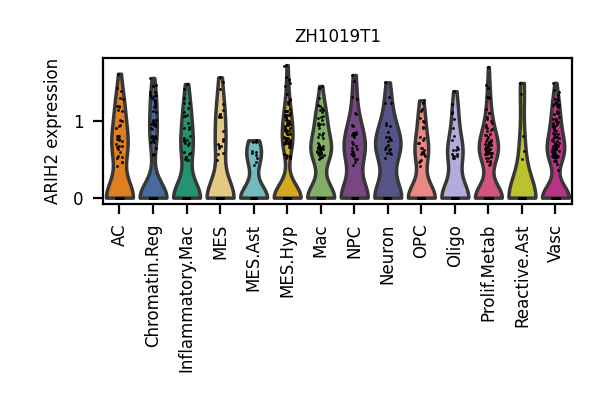 ZH1019T1
ARIH2 expression
1
0
AC
Chromatin.Reg
Inflammatory.Mac
MES
MES.Ast
MES.Hyp
Mac
NPC
Neuron
OPC
Oligo
Prolif.Metab
Reactive.Ast
Vasc